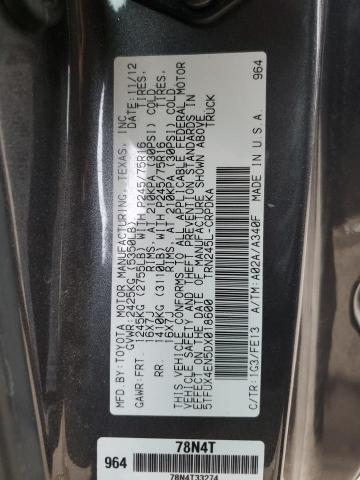 MFD. BY: TOYOTA MOTOR MANUFACTURING, TEXAS, INC.
DATE: 11/12
GVWR: 2425KG (5350LB)
GAWR: FRT. 1245KG (2755LB) WITH P245/75R16 TIRES,
16X7J RIMS, AT 210KPA (30PSI) COLD
RR. 1410KG (3110LB) WITH P245/75R16 TIRES,
16X7J RIMS, AT 210KPA (30PSI) COLD
THIS VEHICLE CONFORMS TO ALL APPLICABLE FEDERAL MOTOR
VEHICLE SAFETY AND THEFT PREVENTION STANDARDS IN
EFFECT ON THE DATE OF MANUFACTURE SHOWN ABOVE.
5TFDX4EN5DX018600 TRUCK
TRN245L-CRPDKA
C/TR: 1G3/FE13 A/TM: A02A/A340F MADE IN U.S.A. 964
78N4T
964
78N4T33274